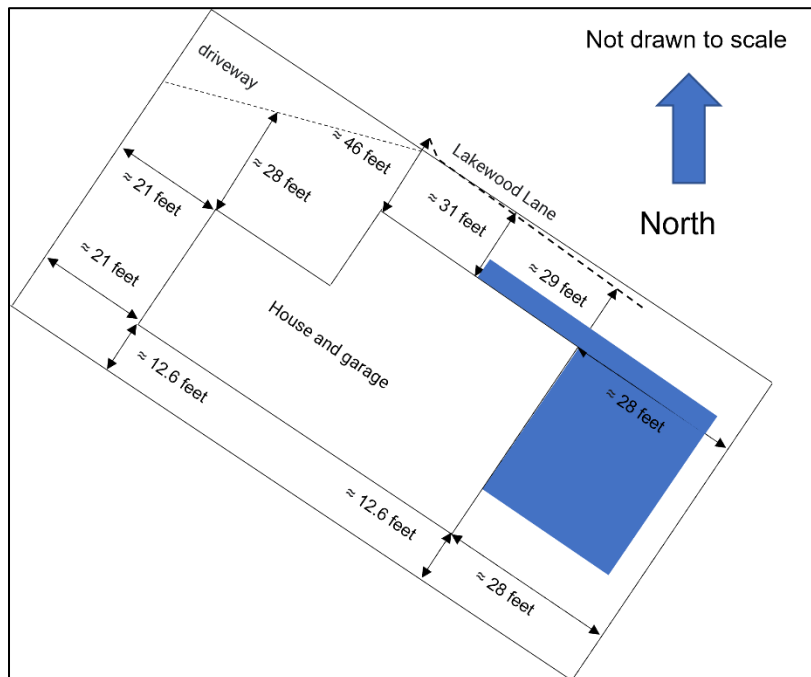 Not drawn to scale
North
driveway
≈ 46 feet
Lakewood Lane
≈ 28 feet
≈ 21 feet
≈ 31 feet
≈ 29 feet
≈ 21 feet
House and garage
≈ 12.6 feet
≈ 28 feet
≈ 12.6 feet
≈ 28 feet